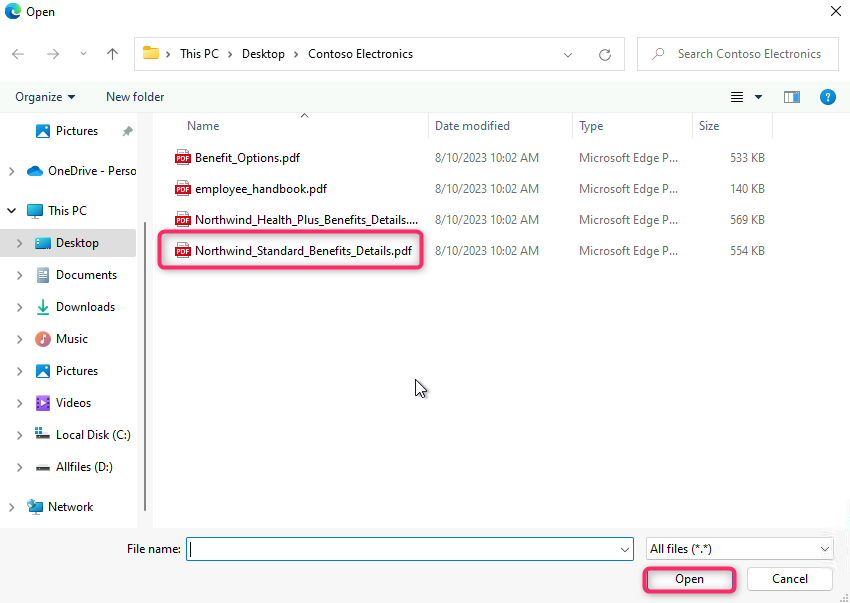 Open
This PC > Desktop > Contoso Electronics
Search Contoso Electronics
Organize
New folder
?
Name
Date modified
Type
Size
Pictures
OneDrive - Perso
This PC
Desktop
Documents
Downloads
Music
Pictures
Videos
Local Disk (C:)
Allfiles (D:)
Network
PDF Benefit_Options.pdf 8/10/2023 10:02 AM Microsoft Edge P... 533 KB
PDF employee_handbook.pdf 8/10/2023 10:02 AM Microsoft Edge P... 140 KB
PDF Northwind_Health_Plus_Benefits_Details.... 8/10/2023 10:02 AM Microsoft Edge P... 569 KB
PDF Northwind_Standard_Benefits_Details.pdf 8/10/2023 10:02 AM Microsoft Edge P... 554 KB
File name:
All files (*.*)
Open
Cancel